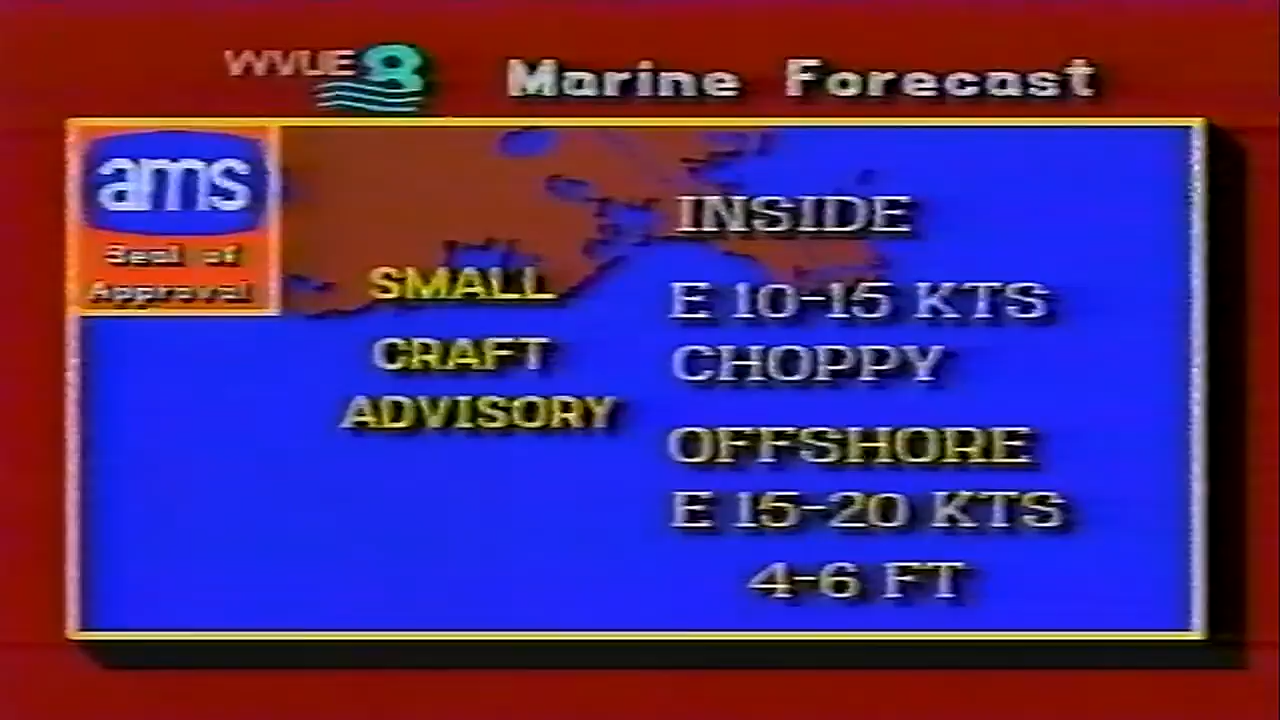 WVUE 8 Marine Forecast
ams
Seal of
Approval
SMALL
CRAFT
ADVISORY
INSIDE
E 10-15 KTS
CHOPPY
OFFSHORE
E 15-20 KTS
4-6 FT